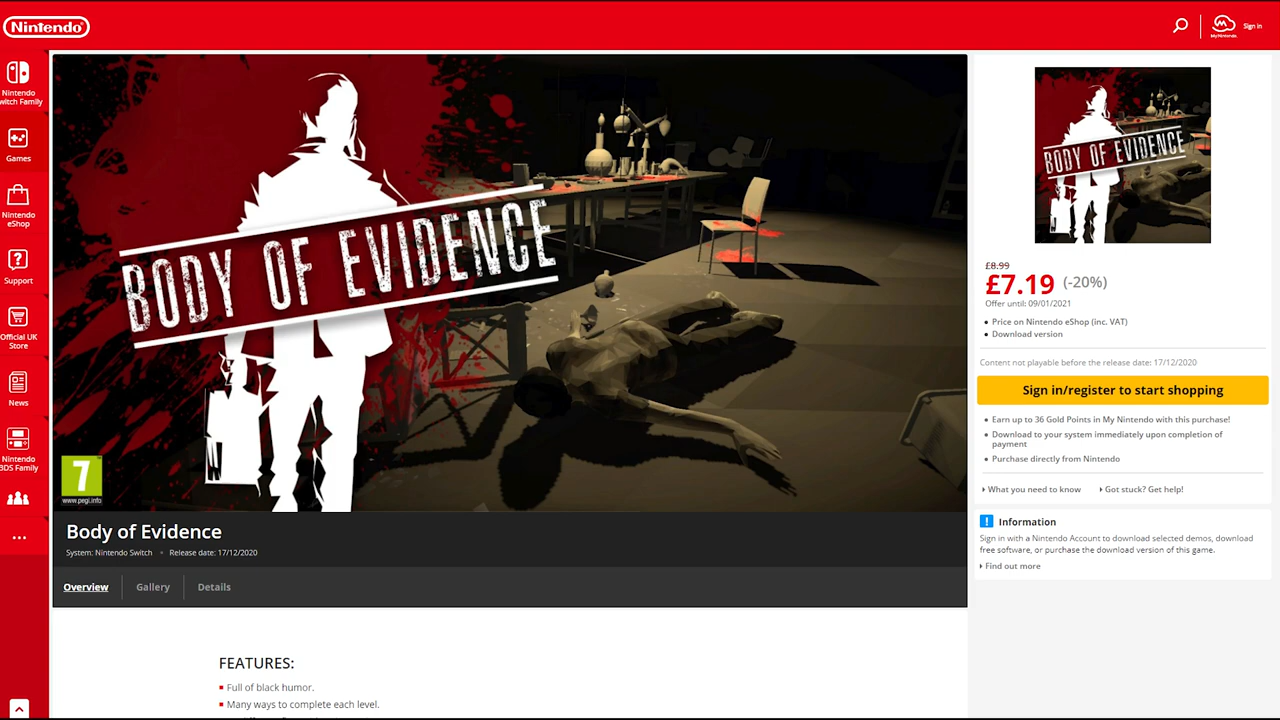 Nintendo
My Nintendo
Sign in
Nintendo
witch Family
Games
Nintendo
eShop
Support
Official UK
Store
News
Nintendo
3DS Family
...
BODY OF EVIDENCE
7
www.pegi.info
Body of Evidence
System: Nintendo Switch • Release date: 17/12/2020
Overview
Gallery
Details
FEATURES:
Full of black humor.
Many ways to complete each level.
BODY OF EVIDENCE
£8.99
£7.19 (-20%)
Offer until: 09/01/2021
Price on Nintendo eShop (inc. VAT)
Download version
Content not playable before the release date: 17/12/2020
Sign in/register to start shopping
Earn up to 36 Gold Points in My Nintendo with this purchase!
Download to your system immediately upon completion of
payment
Purchase directly from Nintendo
What you need to know
Got stuck? Get help!
! Information
Sign in with a Nintendo Account to download selected demos, download
free software, or purchase the download version of this game.
Find out more